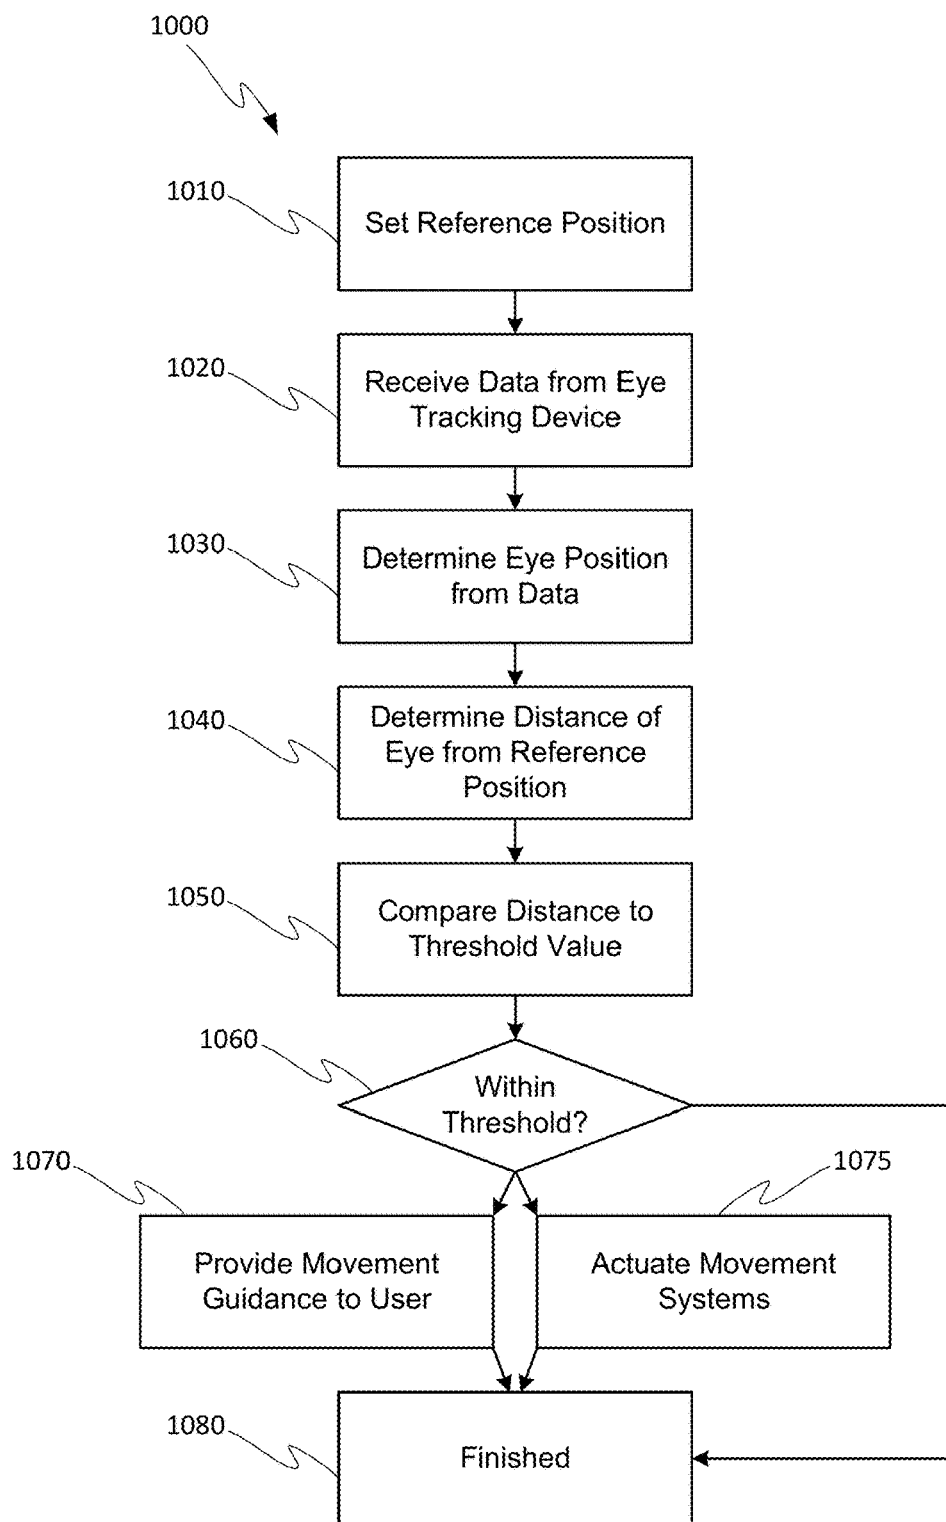 1000
1010
Set Reference Position
1020
Receive Data from Eye
Tracking Device
1030
Determine Eye Position
from Data
1040
Determine Distance of
Eye from Reference
Position
1050
Compare Distance to
Threshold Value
1060
Within
Threshold?
1070
1075
Provide Movement
Guidance to User
Actuate Movement
Systems
1080
Finished